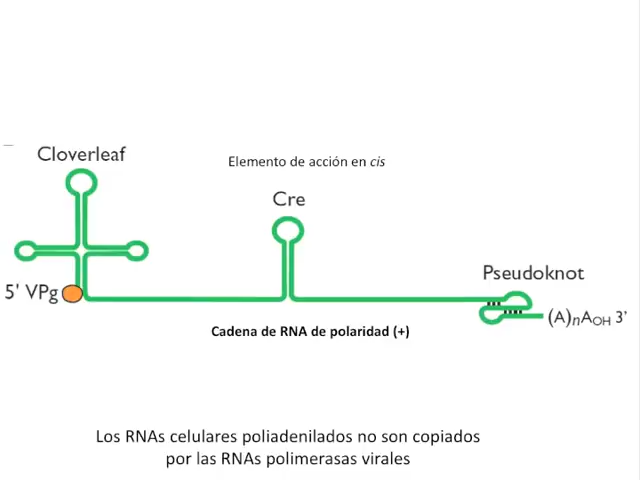 Cloverleaf
Elemento de acción en cis
Cre
Pseudoknot
5' VPg
(A)nAOH 3'
Cadena de RNA de polaridad (+)
Los RNAs celulares poliadenilados no son copiados
por las RNAs polimerasas virales